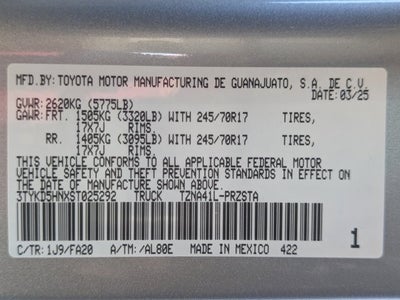 MFD.BY:TOYOTA MOTOR MANUFACTURING DE GUANAJUATO, S.A. DE C.V.
DATE: 03/25
GVWR: 2620KG (5775LB)
GAWR: FRT. 1505KG (3320LB) WITH 245/70R17 TIRES,
17X7J RIMS,
RR. 1405KG (3095LB) WITH 245/70R17 TIRES,
17X7J RIMS.
THIS VEHICLE CONFORMS TO ALL APPLICABLE FEDERAL MOTOR
VEHICLE SAFETY AND THEFT PREVENTION STANDARDS IN EFFECT ON
THE DATE OF MANUFACTURE SHOWN ABOVE.
3TYKD5HNXST025292 TRUCK TZNA41L-PRZSTA
C/TR: 1J9/FA20 A/TM: /AL80E MADE IN MEXICO 422
1